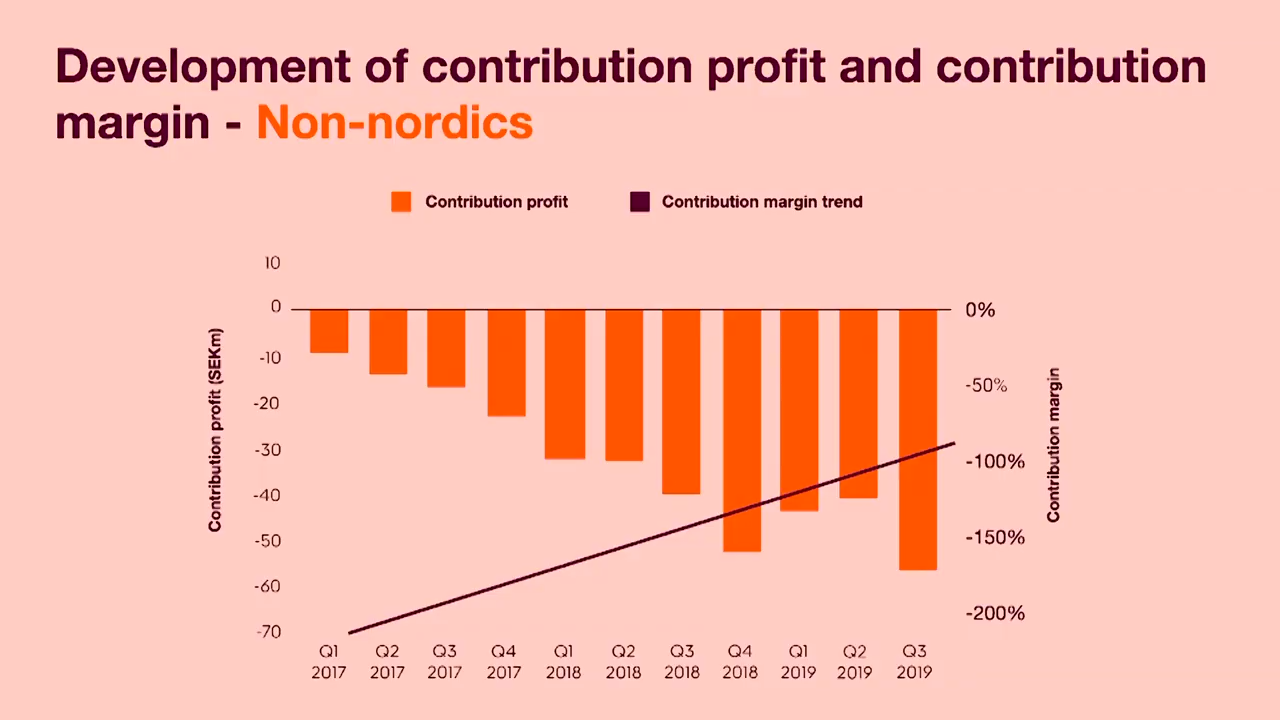 Development of contribution profit and contribution
margin - Non-nordics
Contribution profit
Contribution margin trend
10
0
-10
-20
-30
-40
-50
-60
-70
Contribution profit (SEKm)
0%
-50%
-100%
-150%
-200%
Contribution margin
Q1 Q2 Q3 Q4 Q1 Q2 Q3 Q4 Q1 Q2 Q3
2017 2017 2017 2017 2018 2018 2018 2018 2019 2019 2019